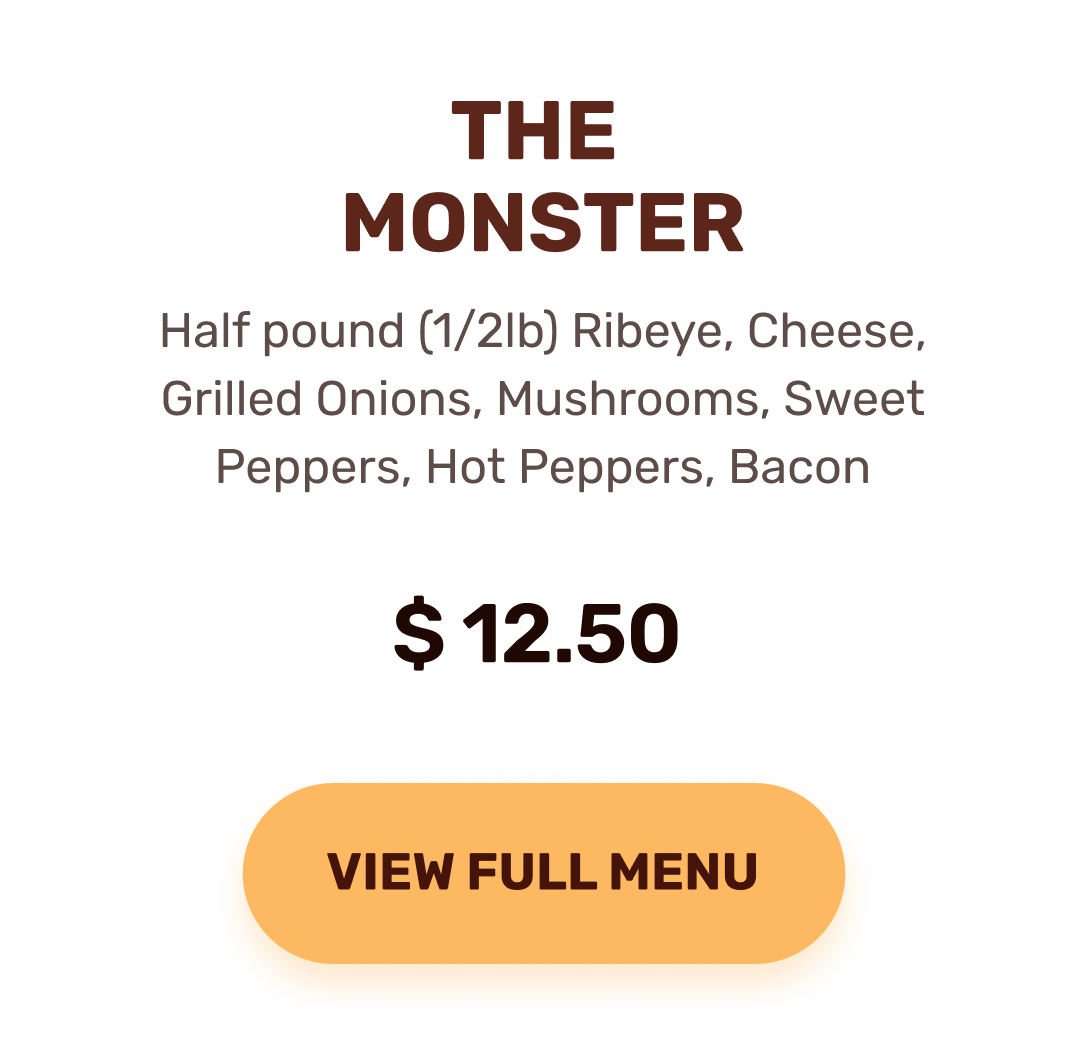 THE
MONSTER
Half pound (1/2lb) Ribeye, Cheese,
Grilled Onions, Mushrooms, Sweet
Peppers, Hot Peppers, Bacon
$ 12.50
VIEW FULL MENU